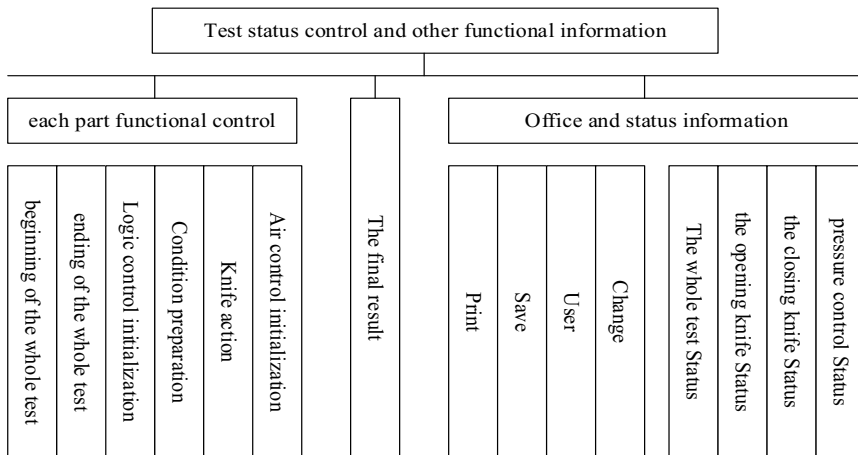 Test status control and other functional information
each part functional control
Office and status information
beginning of the whole test
ending of the whole test
Logic control initialization
Condition preparation
Knife action
Air control initialization
The final result
Print
Save
User
Change
The whole test Status
the opening knife Status
the closing knife Status
pressure control Status